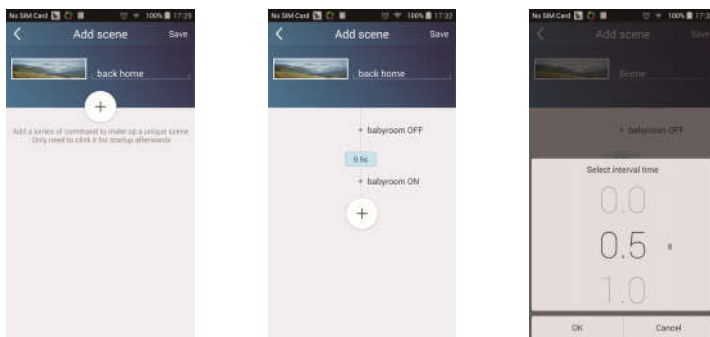 No SIM Card 100% 17:29
Add scene Save
back home
+
Add a series of command to make up a unique scene
Only need to click it for startup afterwards
No SIM Card 100% 17:32
Add scene Save
back home
babyroom OFF
0.5s
babyroom ON
+
No SIM Card 100%
Add scene
Scene
babyroom OFF
Select interval time
0.0
0.5 s
1.0
OK Cancel